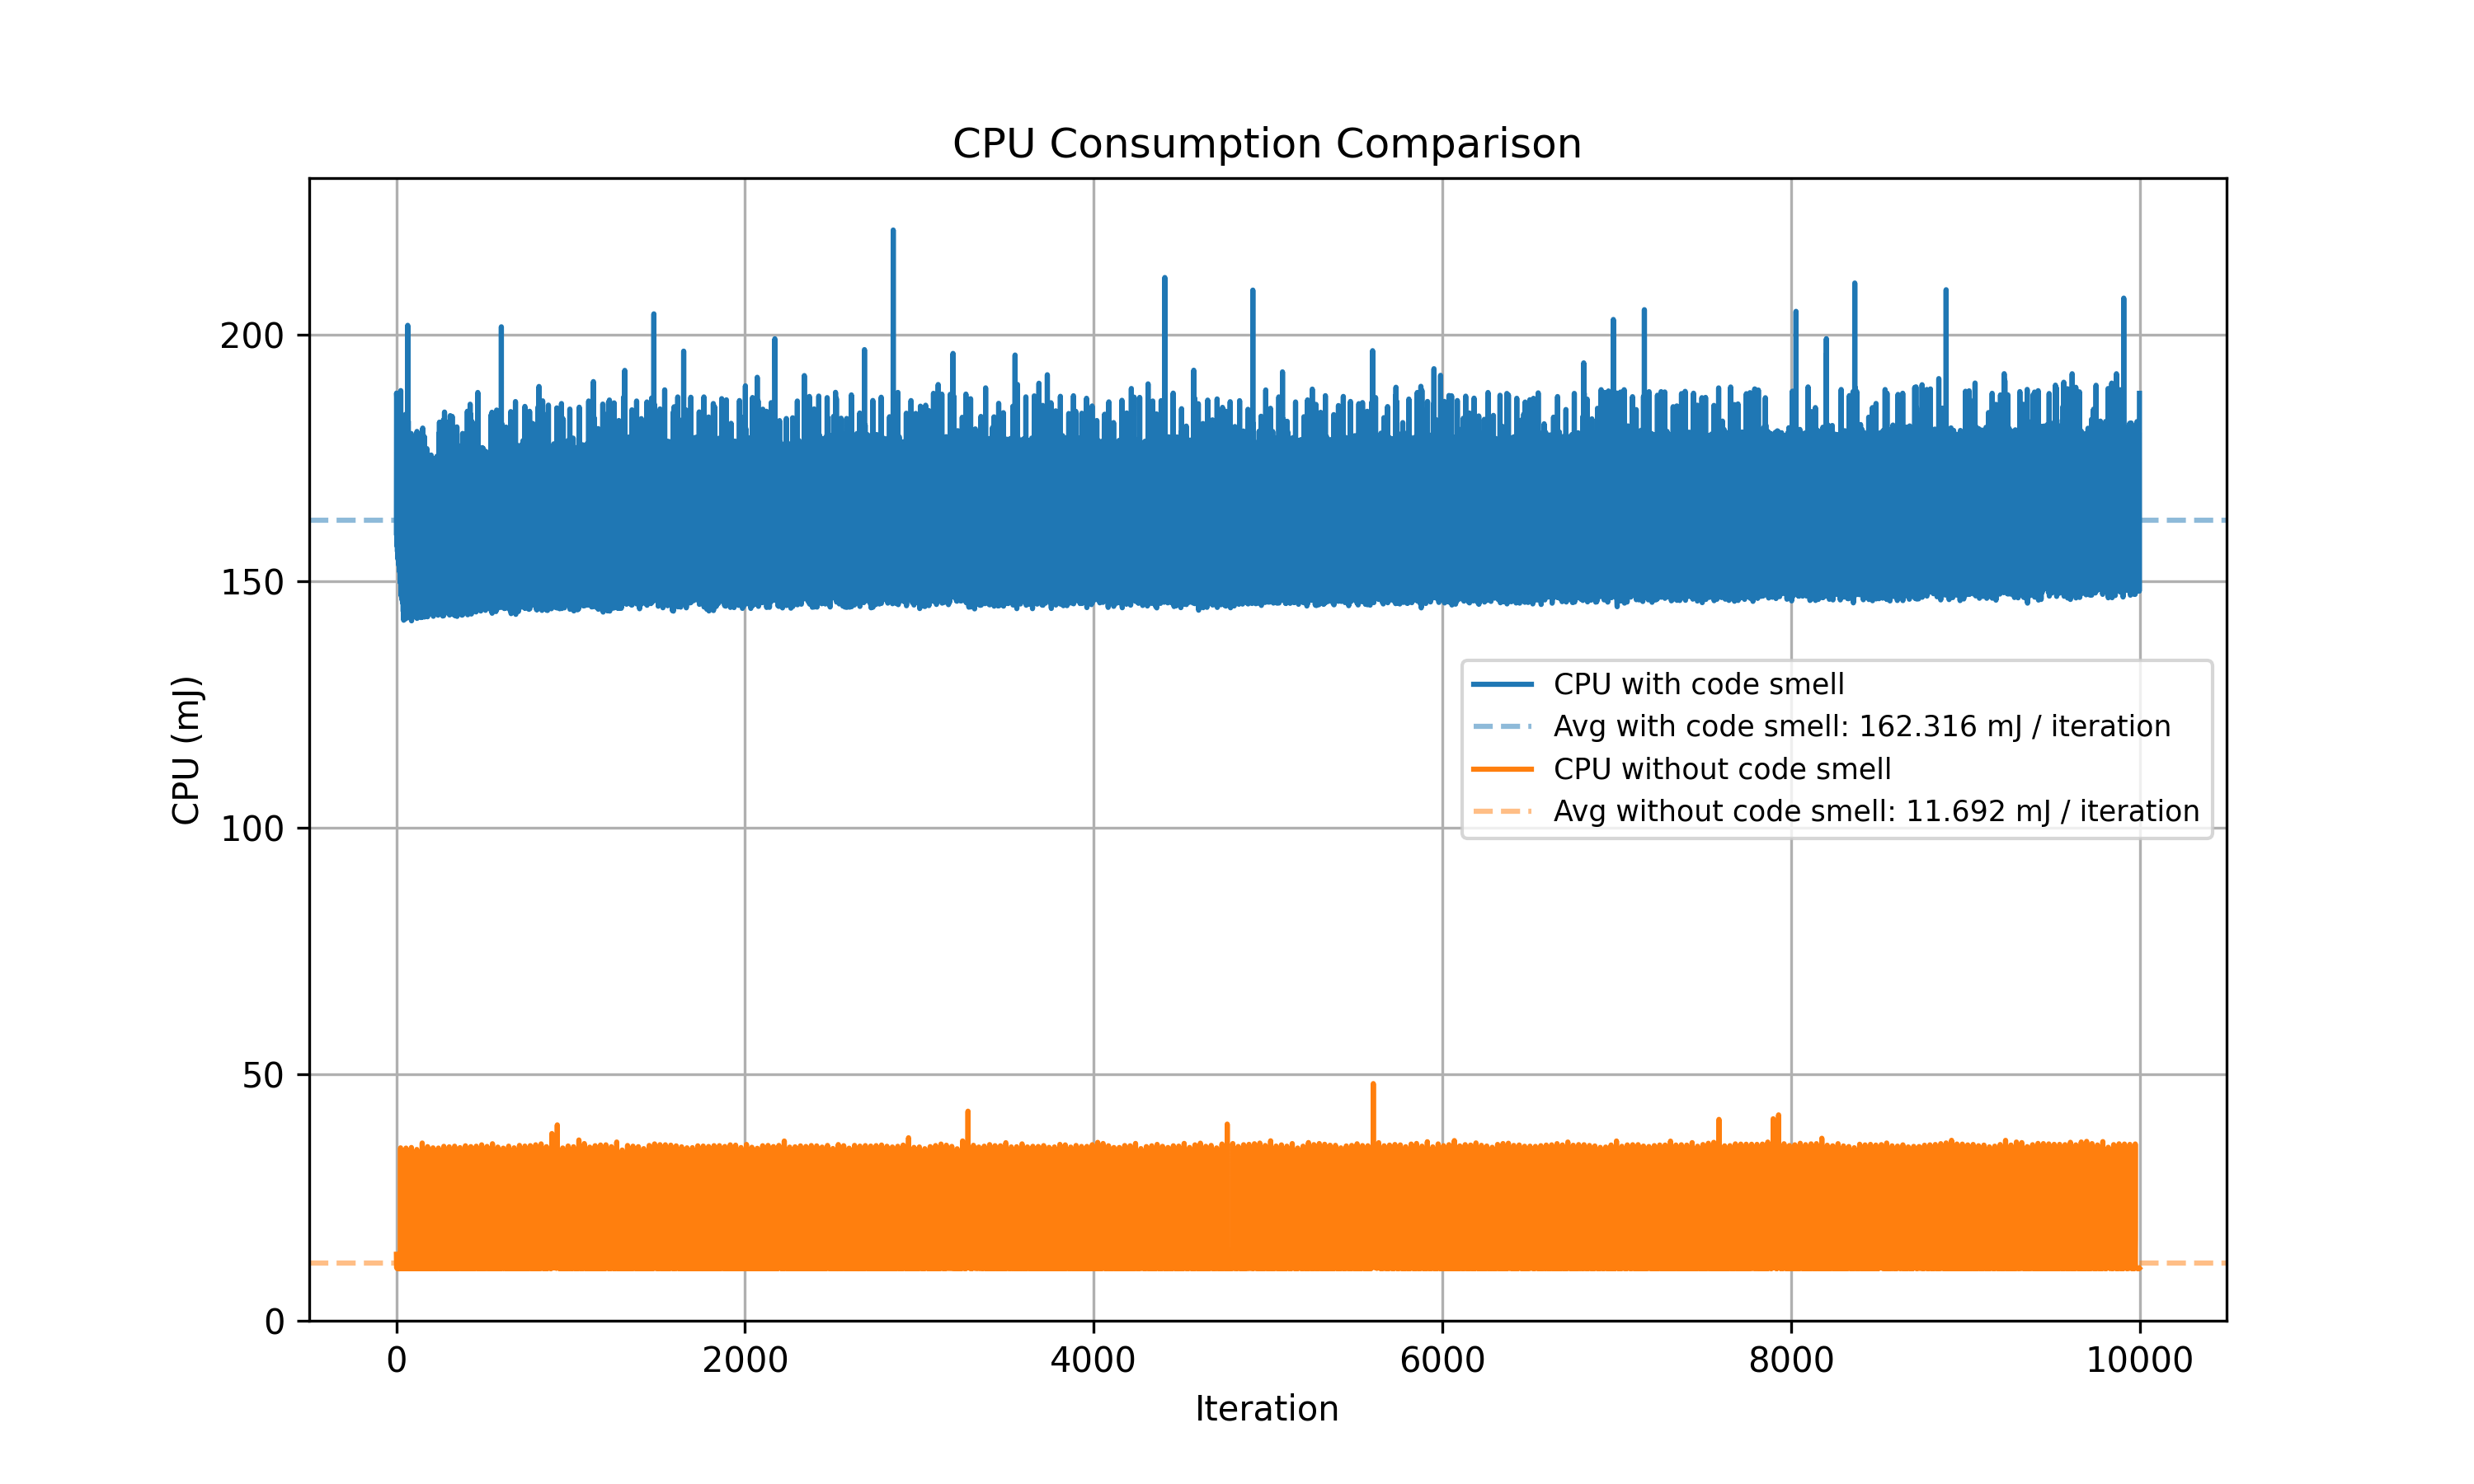 CPU Consumption Comparison
200
150
100
50
0
CPU (mJ)
CPU with code smell
Avg with code smell: 162.316 mJ / iteration
CPU without code smell
Avg without code smell: 11.692 mJ / iteration
0 2000 4000 6000 8000 10000
Iteration